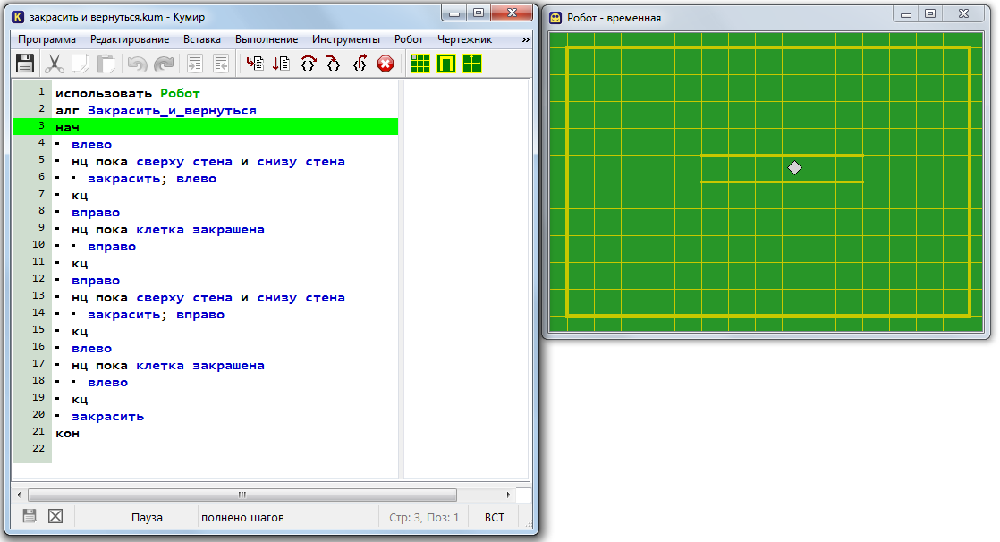 закрасить и вернуться.kum - Кумир
Программа Редактирование Вставка Выполнение Инструменты Робот Чертежник »
1 использовать Робот
2 алг Закрасить_и_вернуться
3 нач
4 влево
5 нц пока сверху стена и снизу стена
6 закрасить; влево
7 кц
8 вправо
9 нц пока клетка закрашена
10 вправо
11 кц
12 вправо
13 нц пока сверху стена и снизу стена
14 закрасить; вправо
15 кц
16 влево
17 нц пока клетка закрашена
18 влево
19 кц
20 закрасить
21 кон
22
Пауза полнено шагов Стр: 3, Поз: 1 ВСТ
Робот - временная